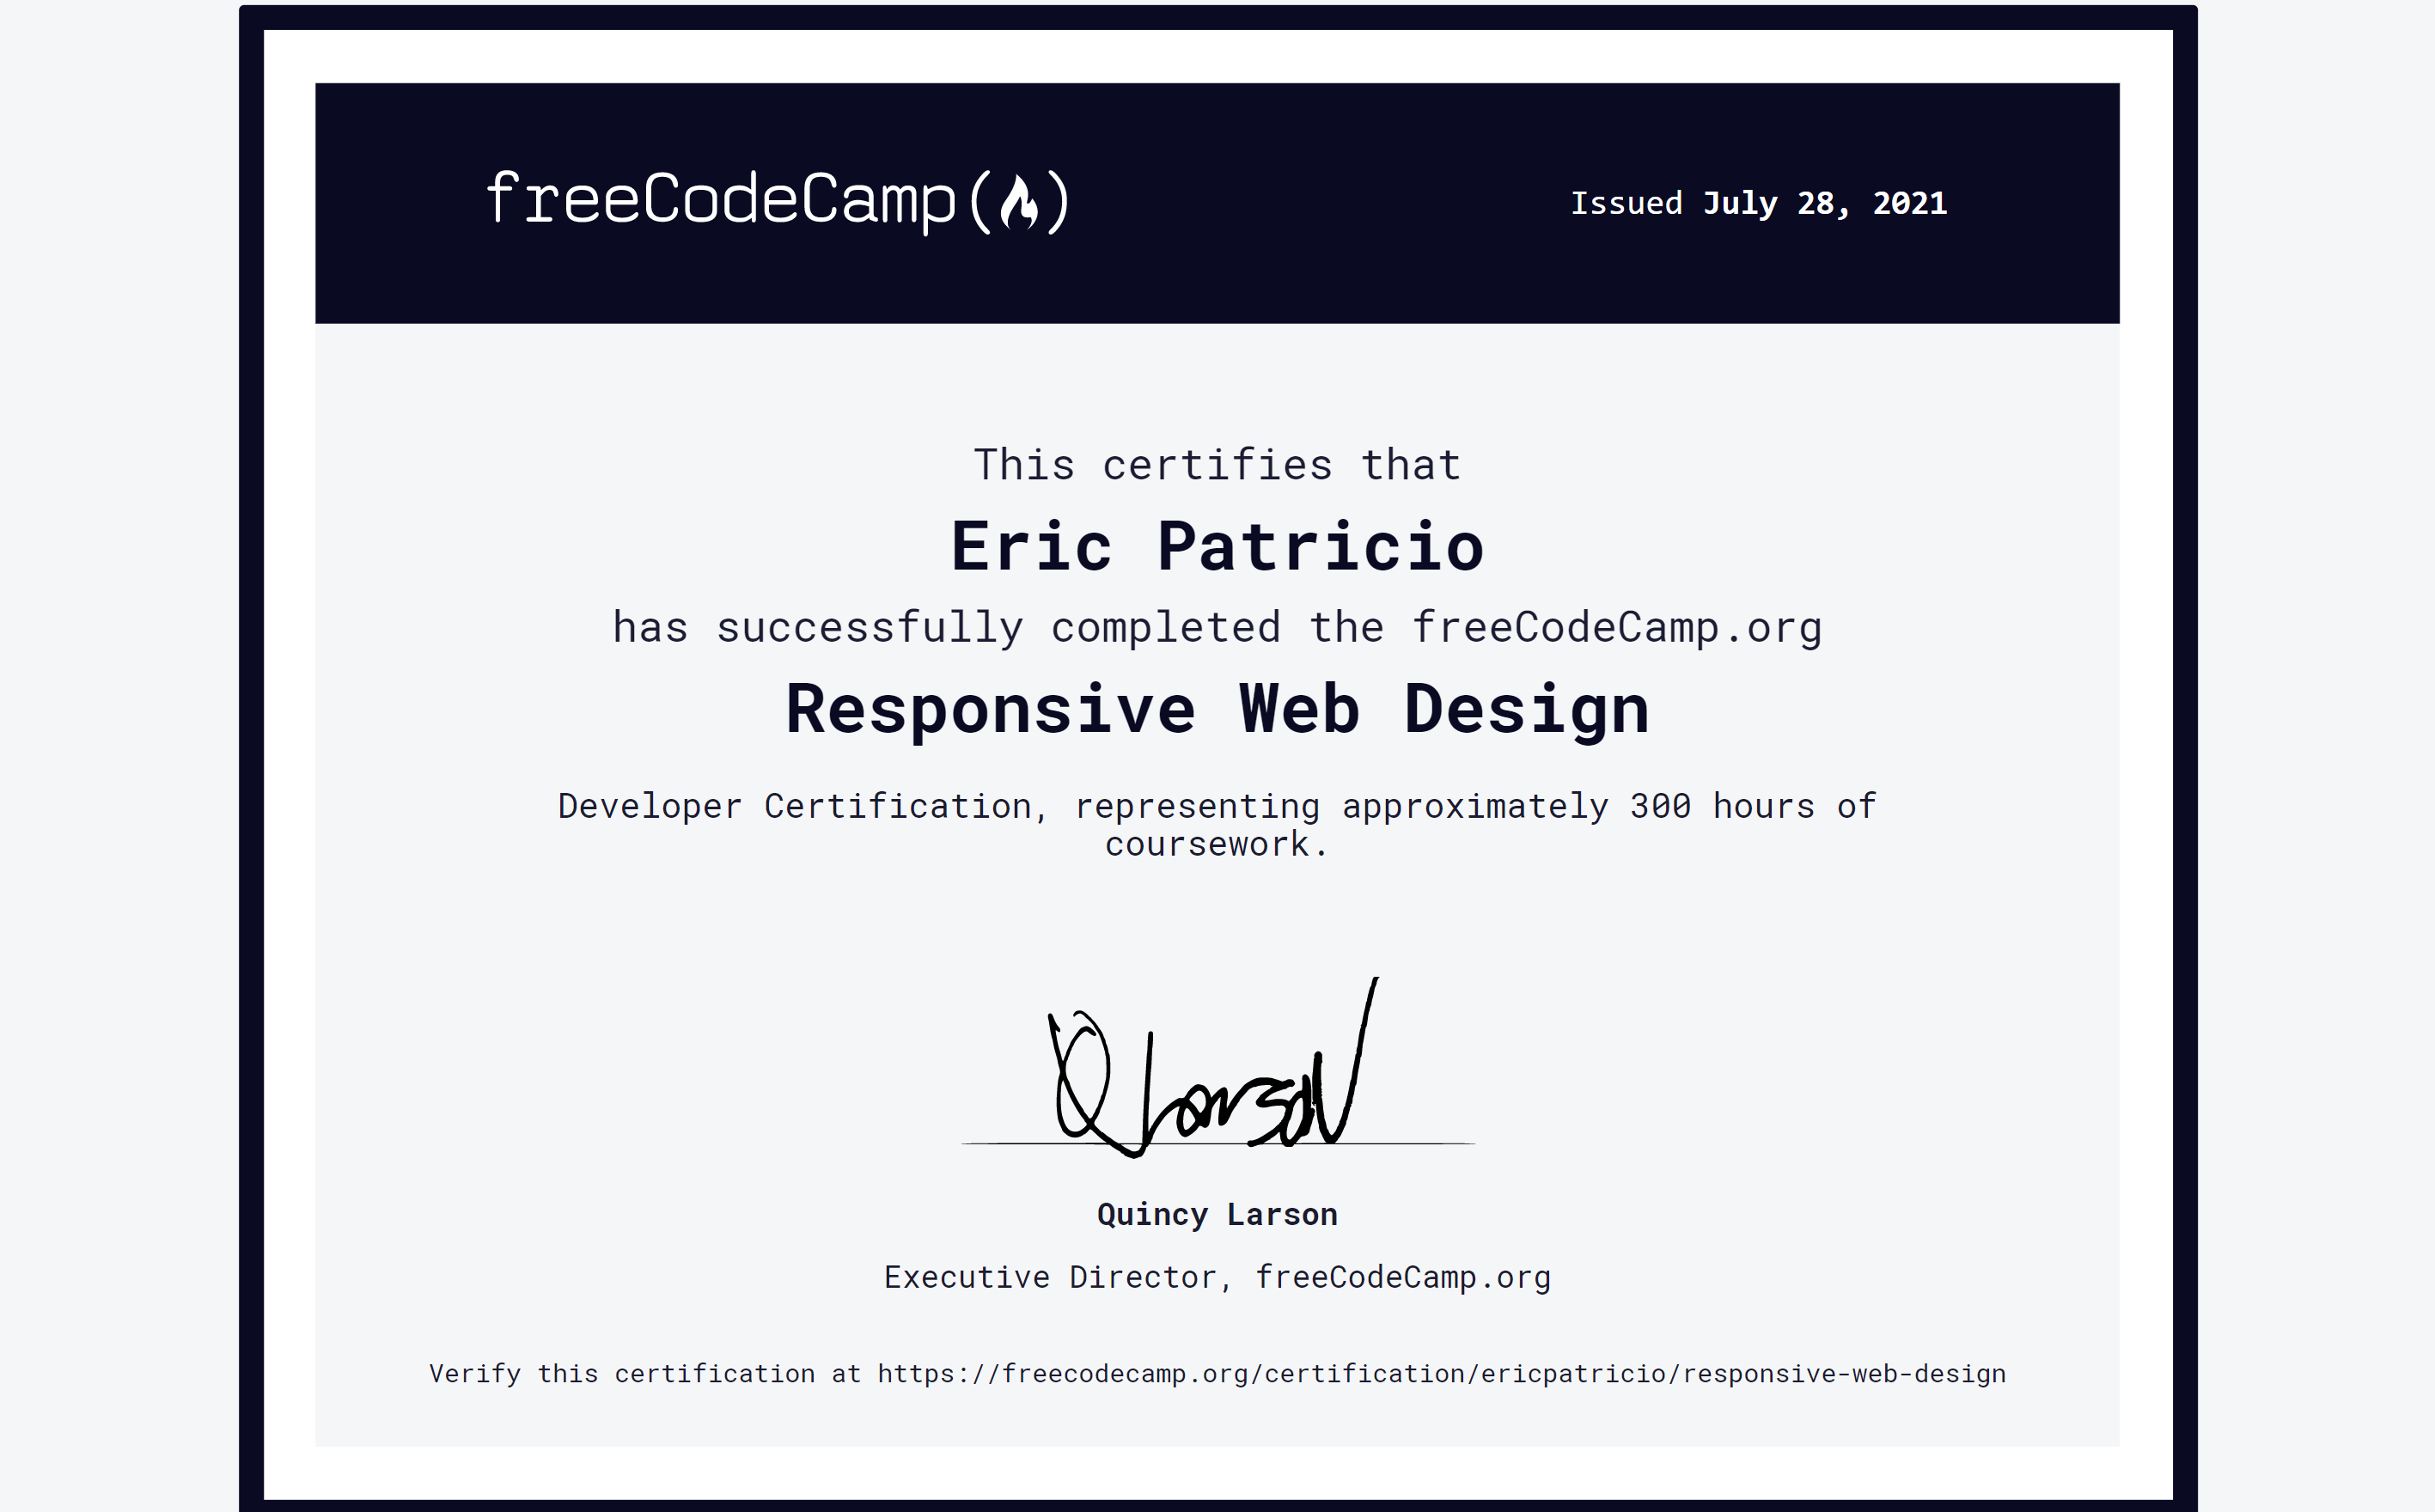 freeCodeCamp(🔥)
Issued July 28, 2021
This certifies that
Eric Patricio
has successfully completed the freeCodeCamp.org
Responsive Web Design
Developer Certification, representing approximately 300 hours of
coursework.
Q Larson
Quincy Larson
Executive Director, freeCodeCamp.org
Verify this certification at https://freecodecamp.org/certification/ericpatricio/responsive-web-design